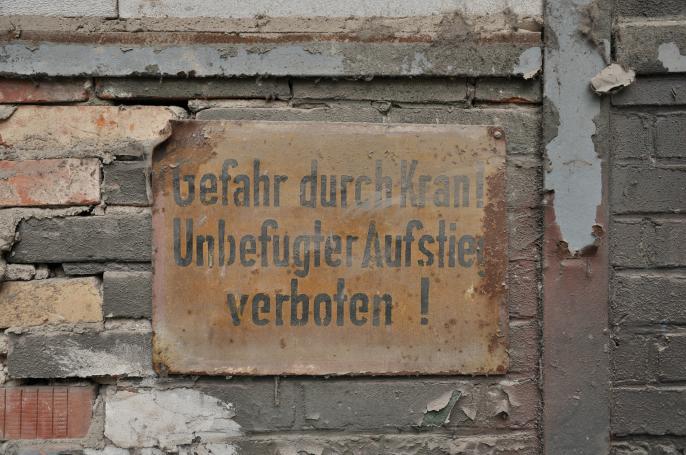 Gefahr durch Kran!
Unbefugter Aufstieg
verboten !